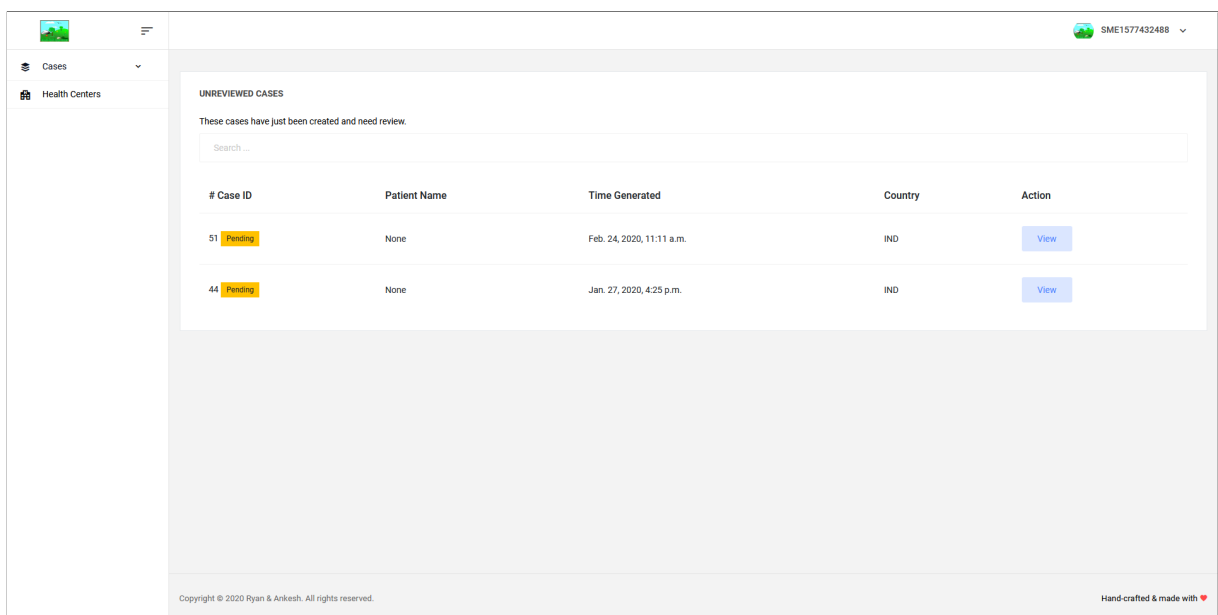 SME1577432488
Cases
Health Centers
UNREVIEWED CASES
These cases have just been created and need review.
Search ...
# Case ID Patient Name Time Generated Country Action
51 Pending None Feb. 24, 2020, 11:11 a.m. IND View
44 Pending None Jan. 27, 2020, 4:25 p.m. IND View
Copyright © 2020 Ryan & Ankesh. All rights reserved. Hand-crafted & made with ♥